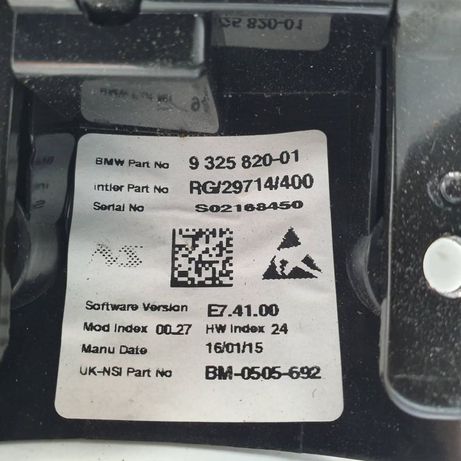 BMW Part No 9 325 820-01
Intier Part No RG/29714/400
Serial No S02168450
NS
Software Version E7.41.00
Mod Index 00.27 HW Index 24
Manu Date 16/01/15
UK-NSI Part No BM-0505-692